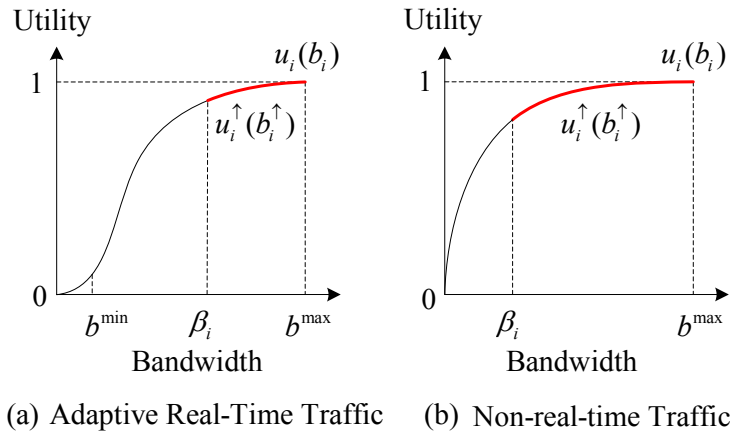 Utility
u_i(b_i)
1
u_i^↑(b_i^↑)
0
b^min
β_i
b^max
Bandwidth
(a) Adaptive Real-Time Traffic
Utility
u_i(b_i)
1
u_i^↑(b_i^↑)
0
β_i
b^max
Bandwidth
(b) Non-real-time Traffic